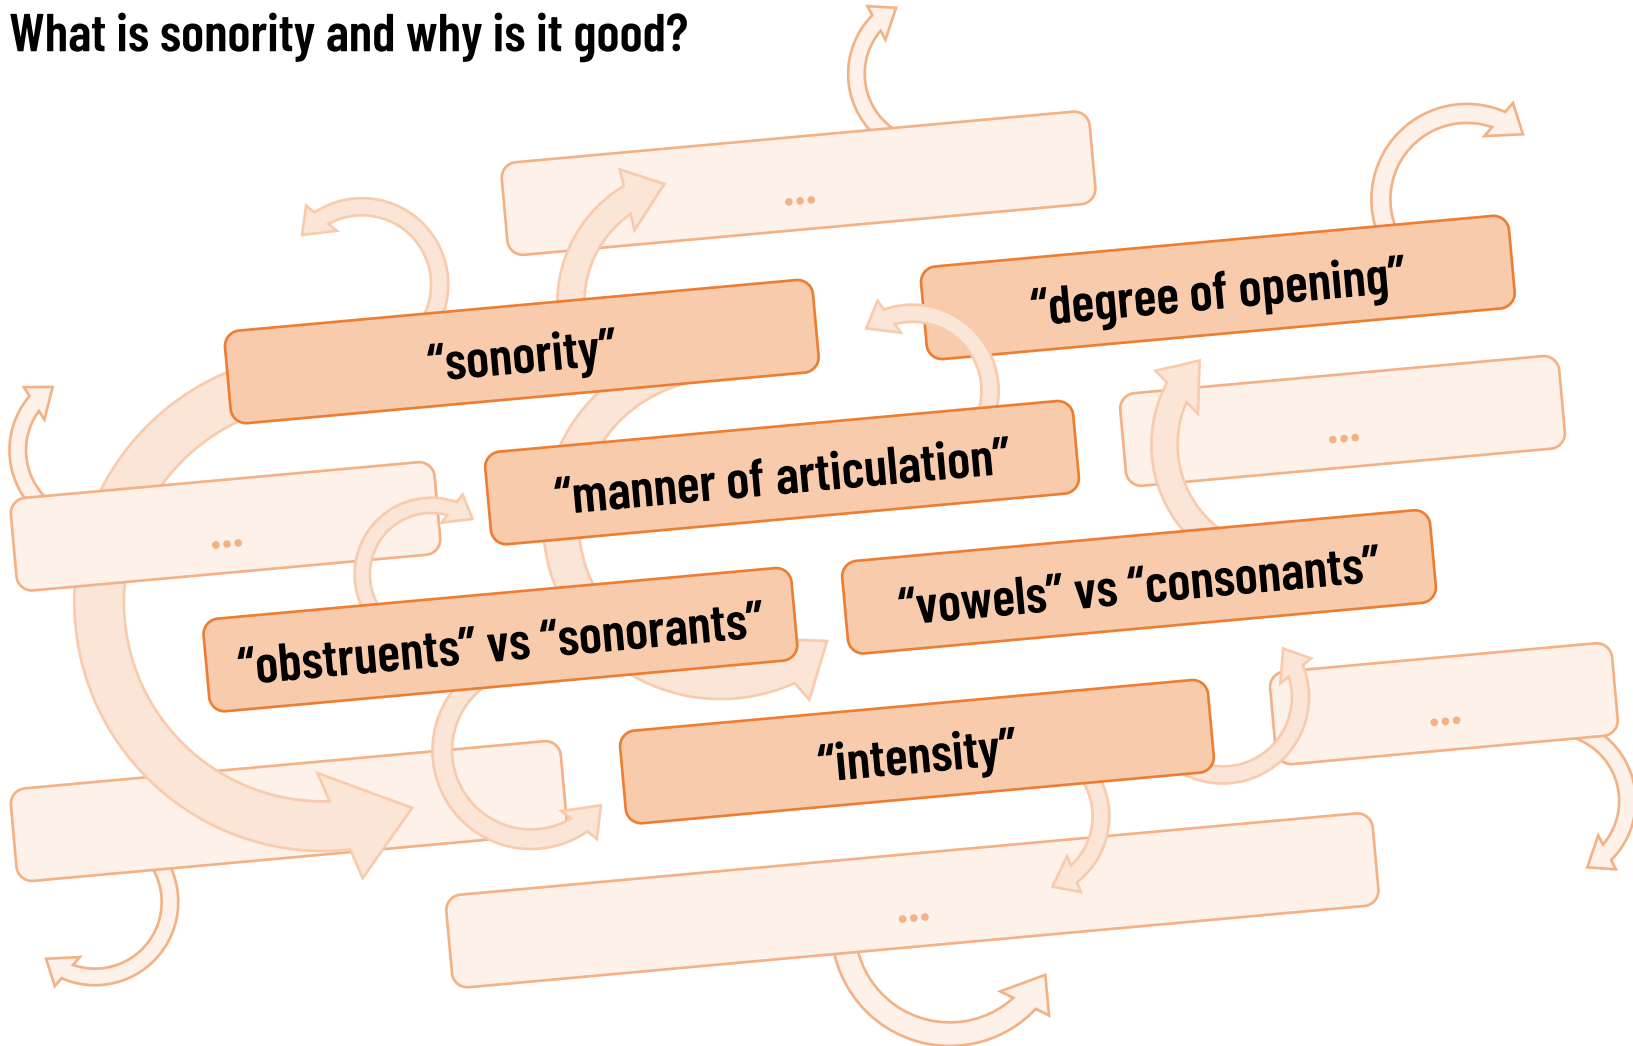 What is sonority and why is it good?
...
“degree of opening”
“sonority”
...
“manner of articulation”
...
“vowels” vs “consonants”
“obstruents” vs “sonorants”
...
“intensity”
...